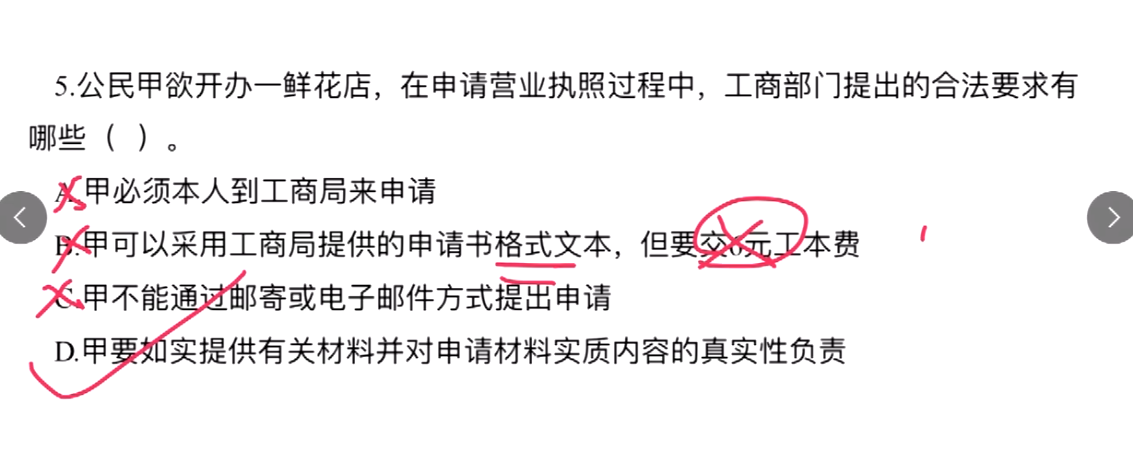 5.公民甲欲开办一鲜花店，在申请营业执照过程中，工商部门提出的合法要求有
哪些（ ）。
A.甲必须本人到工商局来申请
B.甲可以采用工商局提供的申请书格式文本，但要交6元工本费
C.甲不能通过邮寄或电子邮件方式提出申请
D.甲要如实提供有关材料并对申请材料实质内容的真实性负责